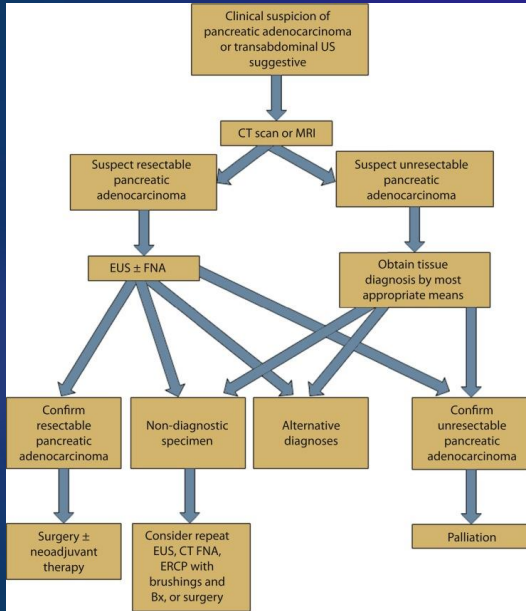 Clinical suspicion of
pancreatic adenocarcinoma
or transabdominal US
suggestive
CT scan or MRI
Suspect resectable
pancreatic
adenocarcinoma
Suspect unresectable
pancreatic
adenocarcinoma
EUS ± FNA
Obtain tissue
diagnosis by most
appropriate means
Confirm
resectable
pancreatic
adenocarcinoma
Non-diagnostic
specimen
Alternative
diagnoses
Confirm
unresectable
pancreatic
adenocarcinoma
Surgery ±
neoadjuvant
therapy
Consider repeat
EUS, CT FNA,
ERCP with
brushings and
Bx, or surgery
Palliation